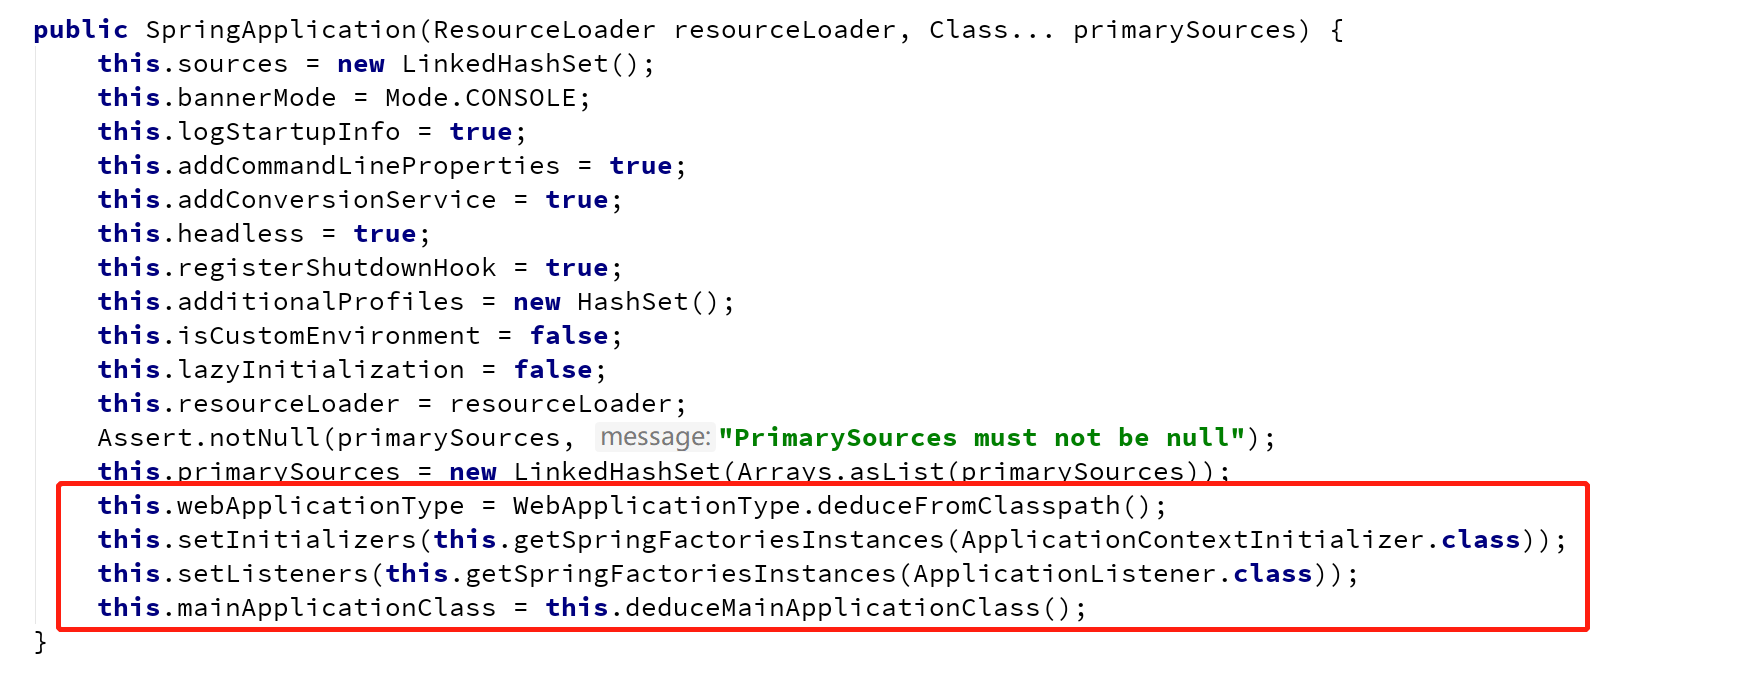 public SpringApplication(ResourceLoader resourceLoader, Class... primarySources) {
    this.sources = new LinkedHashSet();
    this.bannerMode = Mode.CONSOLE;
    this.logStartupInfo = true;
    this.addCommandLineProperties = true;
    this.addConversionService = true;
    this.headless = true;
    this.registerShutdownHook = true;
    this.additionalProfiles = new HashSet();
    this.isCustomEnvironment = false;
    this.lazyInitialization = false;
    this.resourceLoader = resourceLoader;
    Assert.notNull(primarySources, message: "PrimarySources must not be null");
    this.primarySources = new LinkedHashSet(Arrays.asList(primarySources));
    this.webApplicationType = WebApplicationType.deduceFromClasspath();
    this.setInitializers(this.getSpringFactoriesInstances(ApplicationContextInitializer.class));
    this.setListeners(this.getSpringFactoriesInstances(ApplicationListener.class));
    this.mainApplicationClass = this.deduceMainApplicationClass();
}